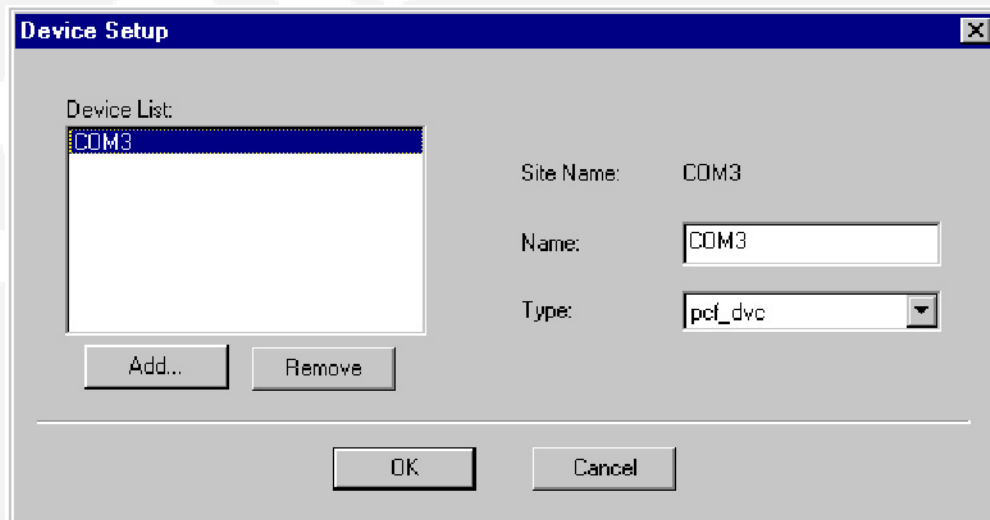 Device Setup
Device List:
COM3
Site Name: COM3
Name: COM3
Type: pcf_dvc
Add...
Remove
OK
Cancel